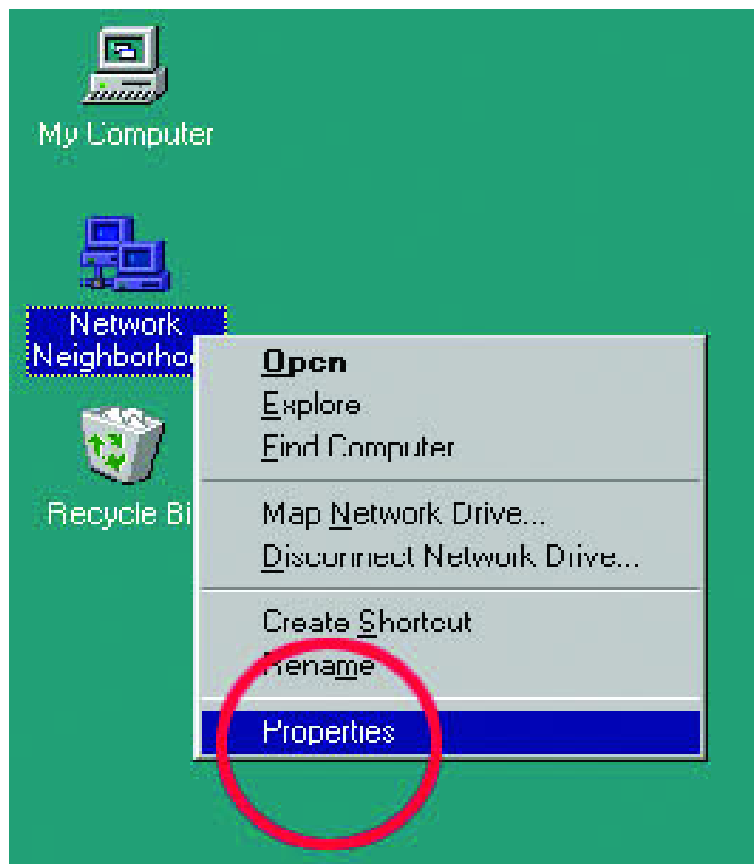 My Computer
Network
Neighborhoo
Recycle Bi
Open
Explore
Find Computer
Map Network Drive...
Disconnect Network Drive...
Create Shortcut
Rename
Properties